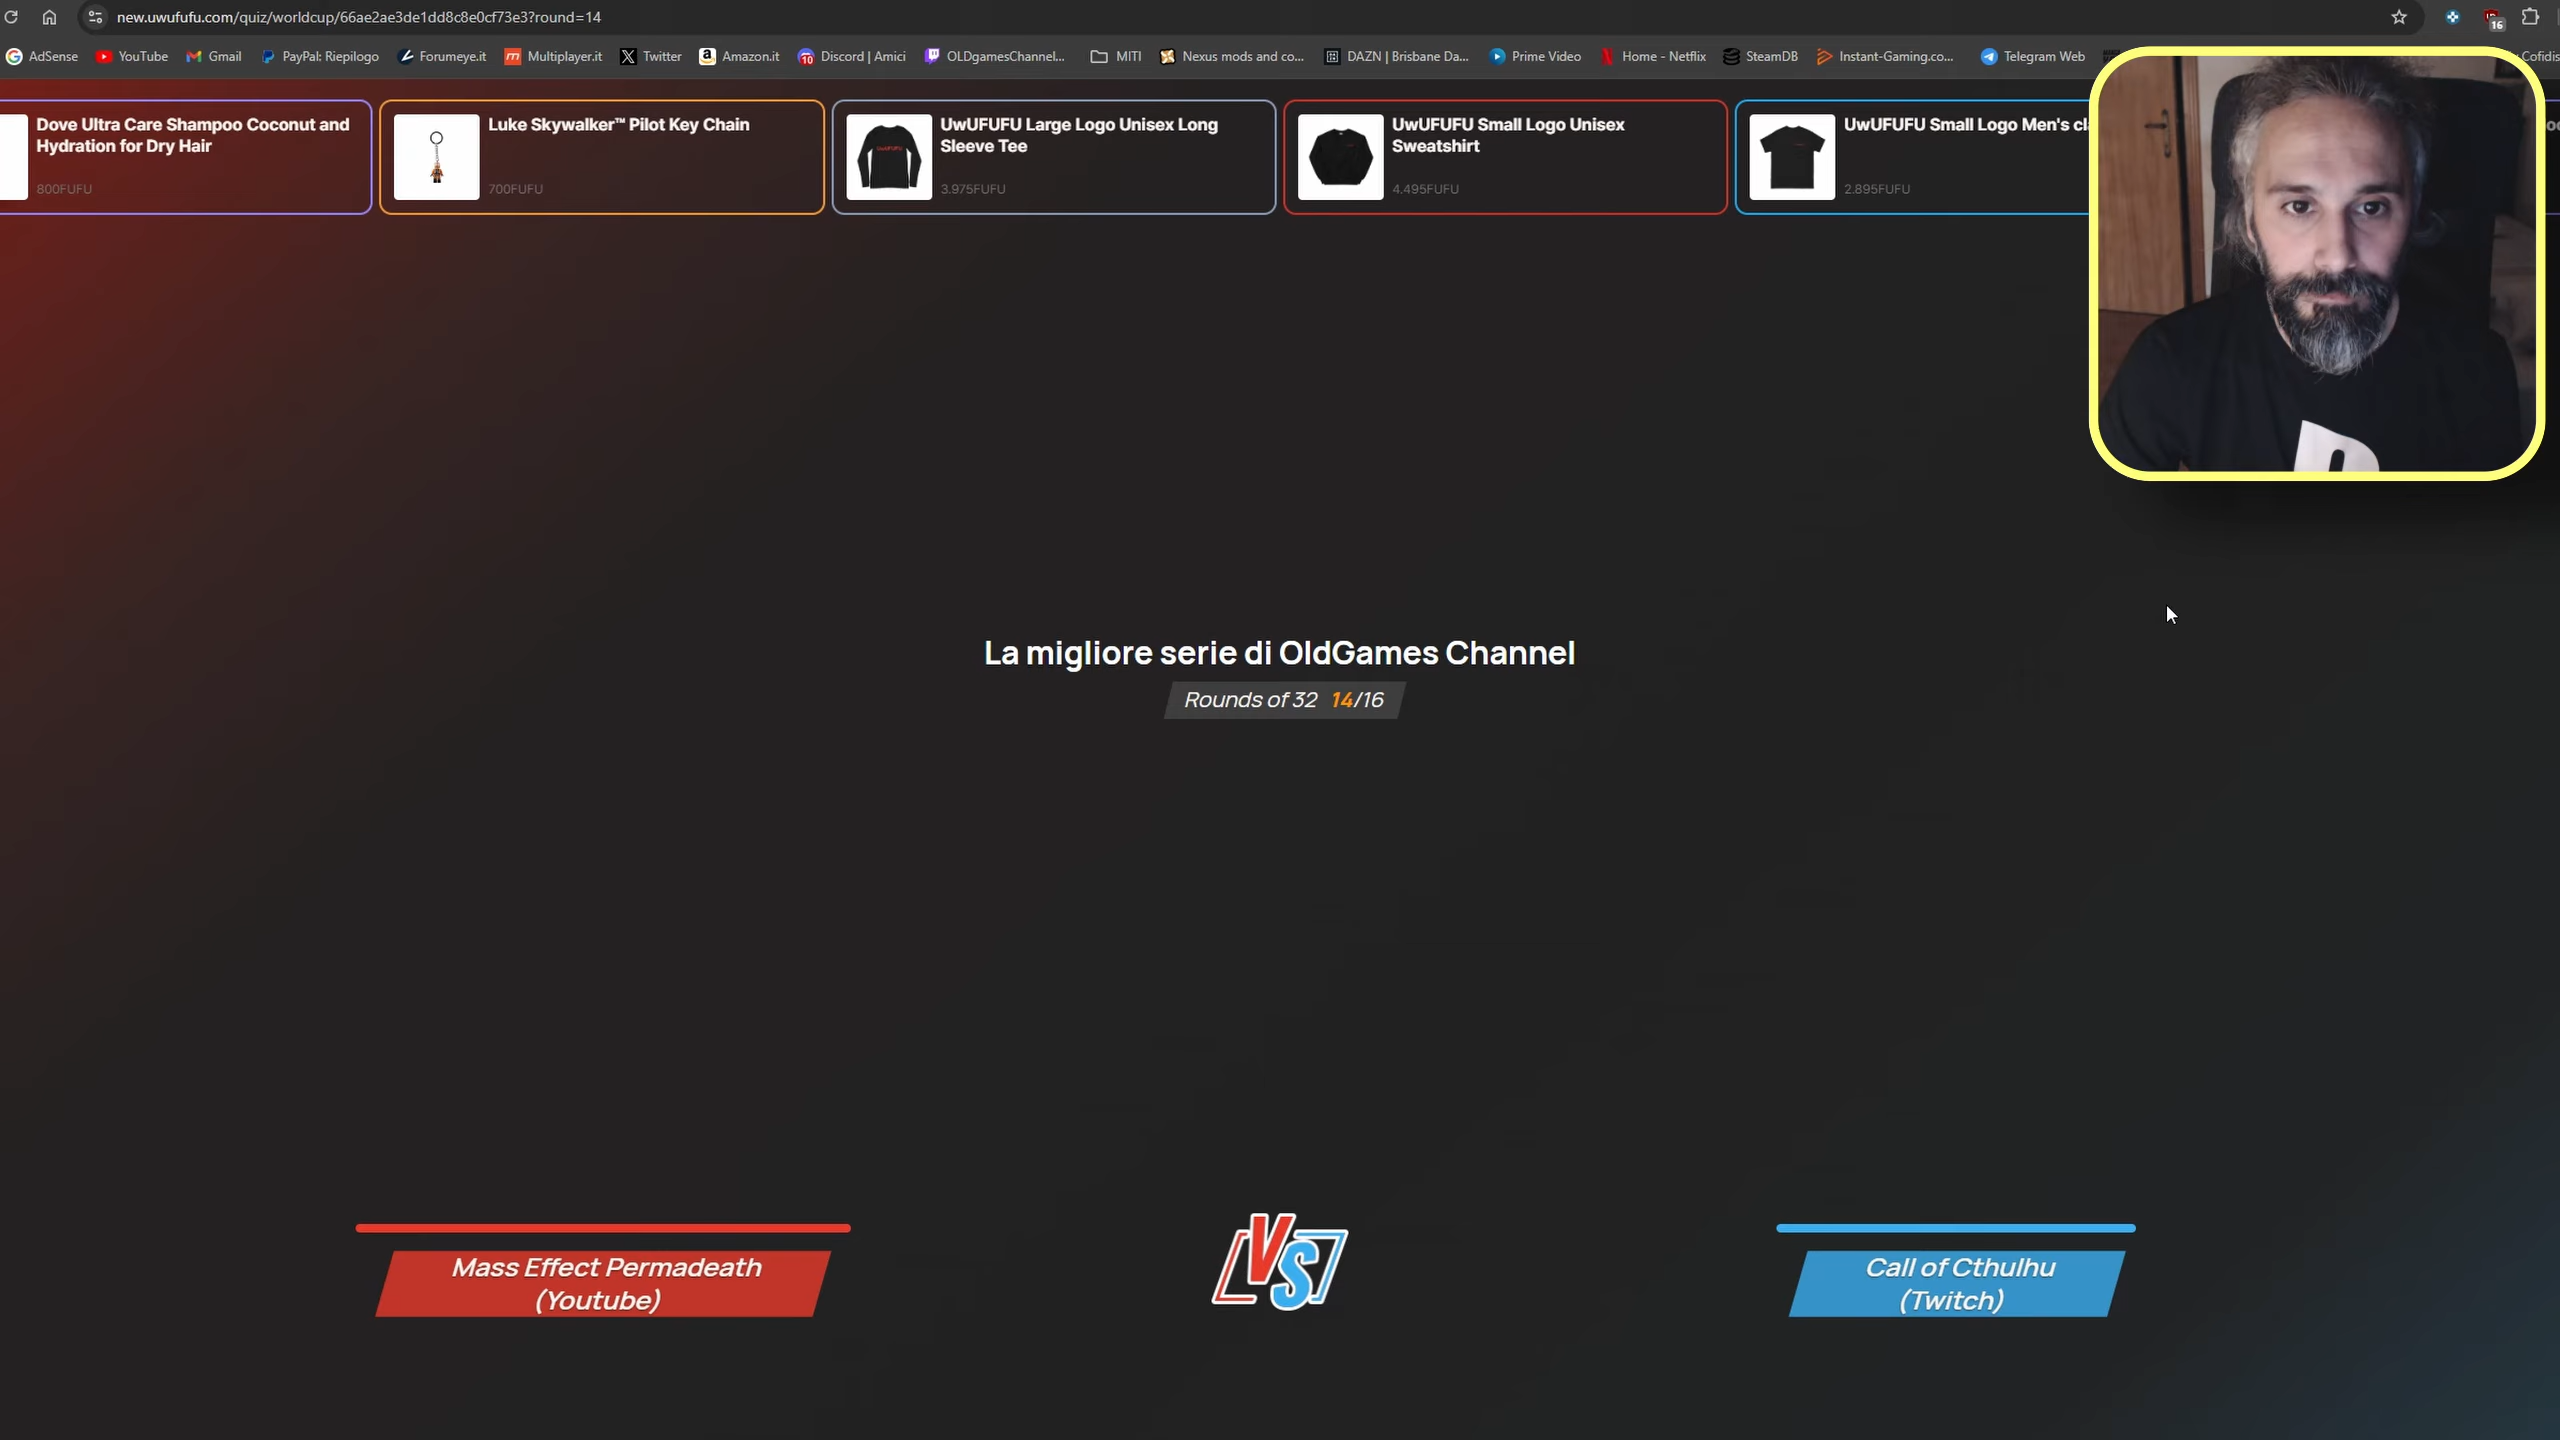 new.uwufufu.com/quiz/worldcup/66ae2ae3de1dd8c8e0cf73e3?round=14
16
AdSense YouTube Gmail PayPal: Riepilogo Forumeye.it Multiplayer.it Twitter Amazon.it 10 Discord | Amici OLDgamesChannel... MITI Nexus mods and co... DAZN | Brisbane Da... Prime Video Home - Netflix SteamDB Instant-Gaming.co... Telegram Web Cofidis
Dove Ultra Care Shampoo Coconut and
Hydration for Dry Hair
800FUFU
Luke Skywalker™ Pilot Key Chain
700FUFU
UwUFUFU Large Logo Unisex Long
Sleeve Tee
3.975FUFU
UwUFUFU Small Logo Unisex
Sweatshirt
4.495FUFU
UwUFUFU Small Logo Men's cl
2.895FUFU
La migliore serie di OldGames Channel
Rounds of 32 14/16
Mass Effect Permadeath
(Youtube)
VS
Call of Cthulhu
(Twitch)